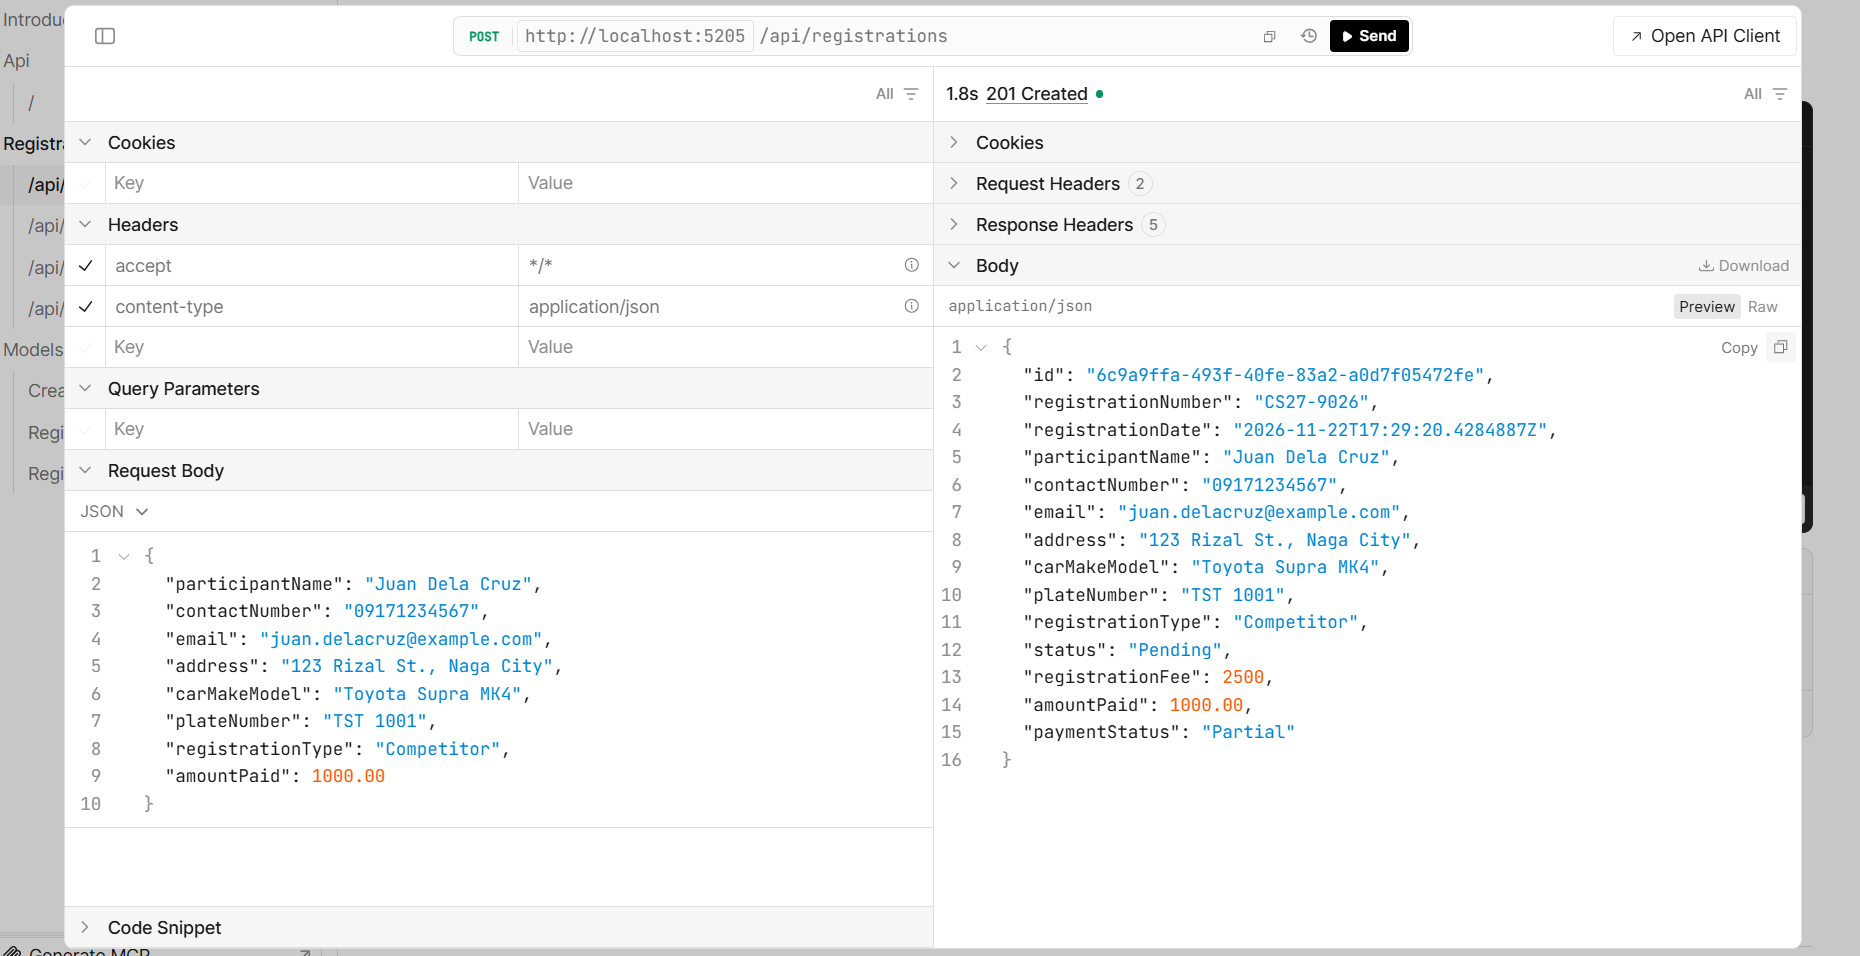 Introdu
Api
/
Registra
/api/
/api/
/api/
/api/
Models
Crea
Regi
Regi
Generate MCP
POST http://localhost:5205 /api/registrations
Send
Open API Client
All
Cookies
Key Value
Headers
accept */*
content-type application/json
Key Value
Query Parameters
Key Value
Request Body
JSON
1 {
2 "participantName": "Juan Dela Cruz",
3 "contactNumber": "09171234567",
4 "email": "juan.delacruz@example.com",
5 "address": "123 Rizal St., Naga City",
6 "carMakeModel": "Toyota Supra MK4",
7 "plateNumber": "TST 1001",
8 "registrationType": "Competitor",
9 "amountPaid": 1000.00
10 }
Code Snippet
1.8s 201 Created
All
Cookies
Request Headers 2
Response Headers 5
Body
Download
application/json
Preview Raw
Copy
1 {
2 "id": "6c9a9ffa-493f-40fe-83a2-a0d7f05472fe",
3 "registrationNumber": "CS27-9026",
4 "registrationDate": "2026-11-22T17:29:20.4284887Z",
5 "participantName": "Juan Dela Cruz",
6 "contactNumber": "09171234567",
7 "email": "juan.delacruz@example.com",
8 "address": "123 Rizal St., Naga City",
9 "carMakeModel": "Toyota Supra MK4",
10 "plateNumber": "TST 1001",
11 "registrationType": "Competitor",
12 "status": "Pending",
13 "registrationFee": 2500,
14 "amountPaid": 1000.00,
15 "paymentStatus": "Partial"
16 }